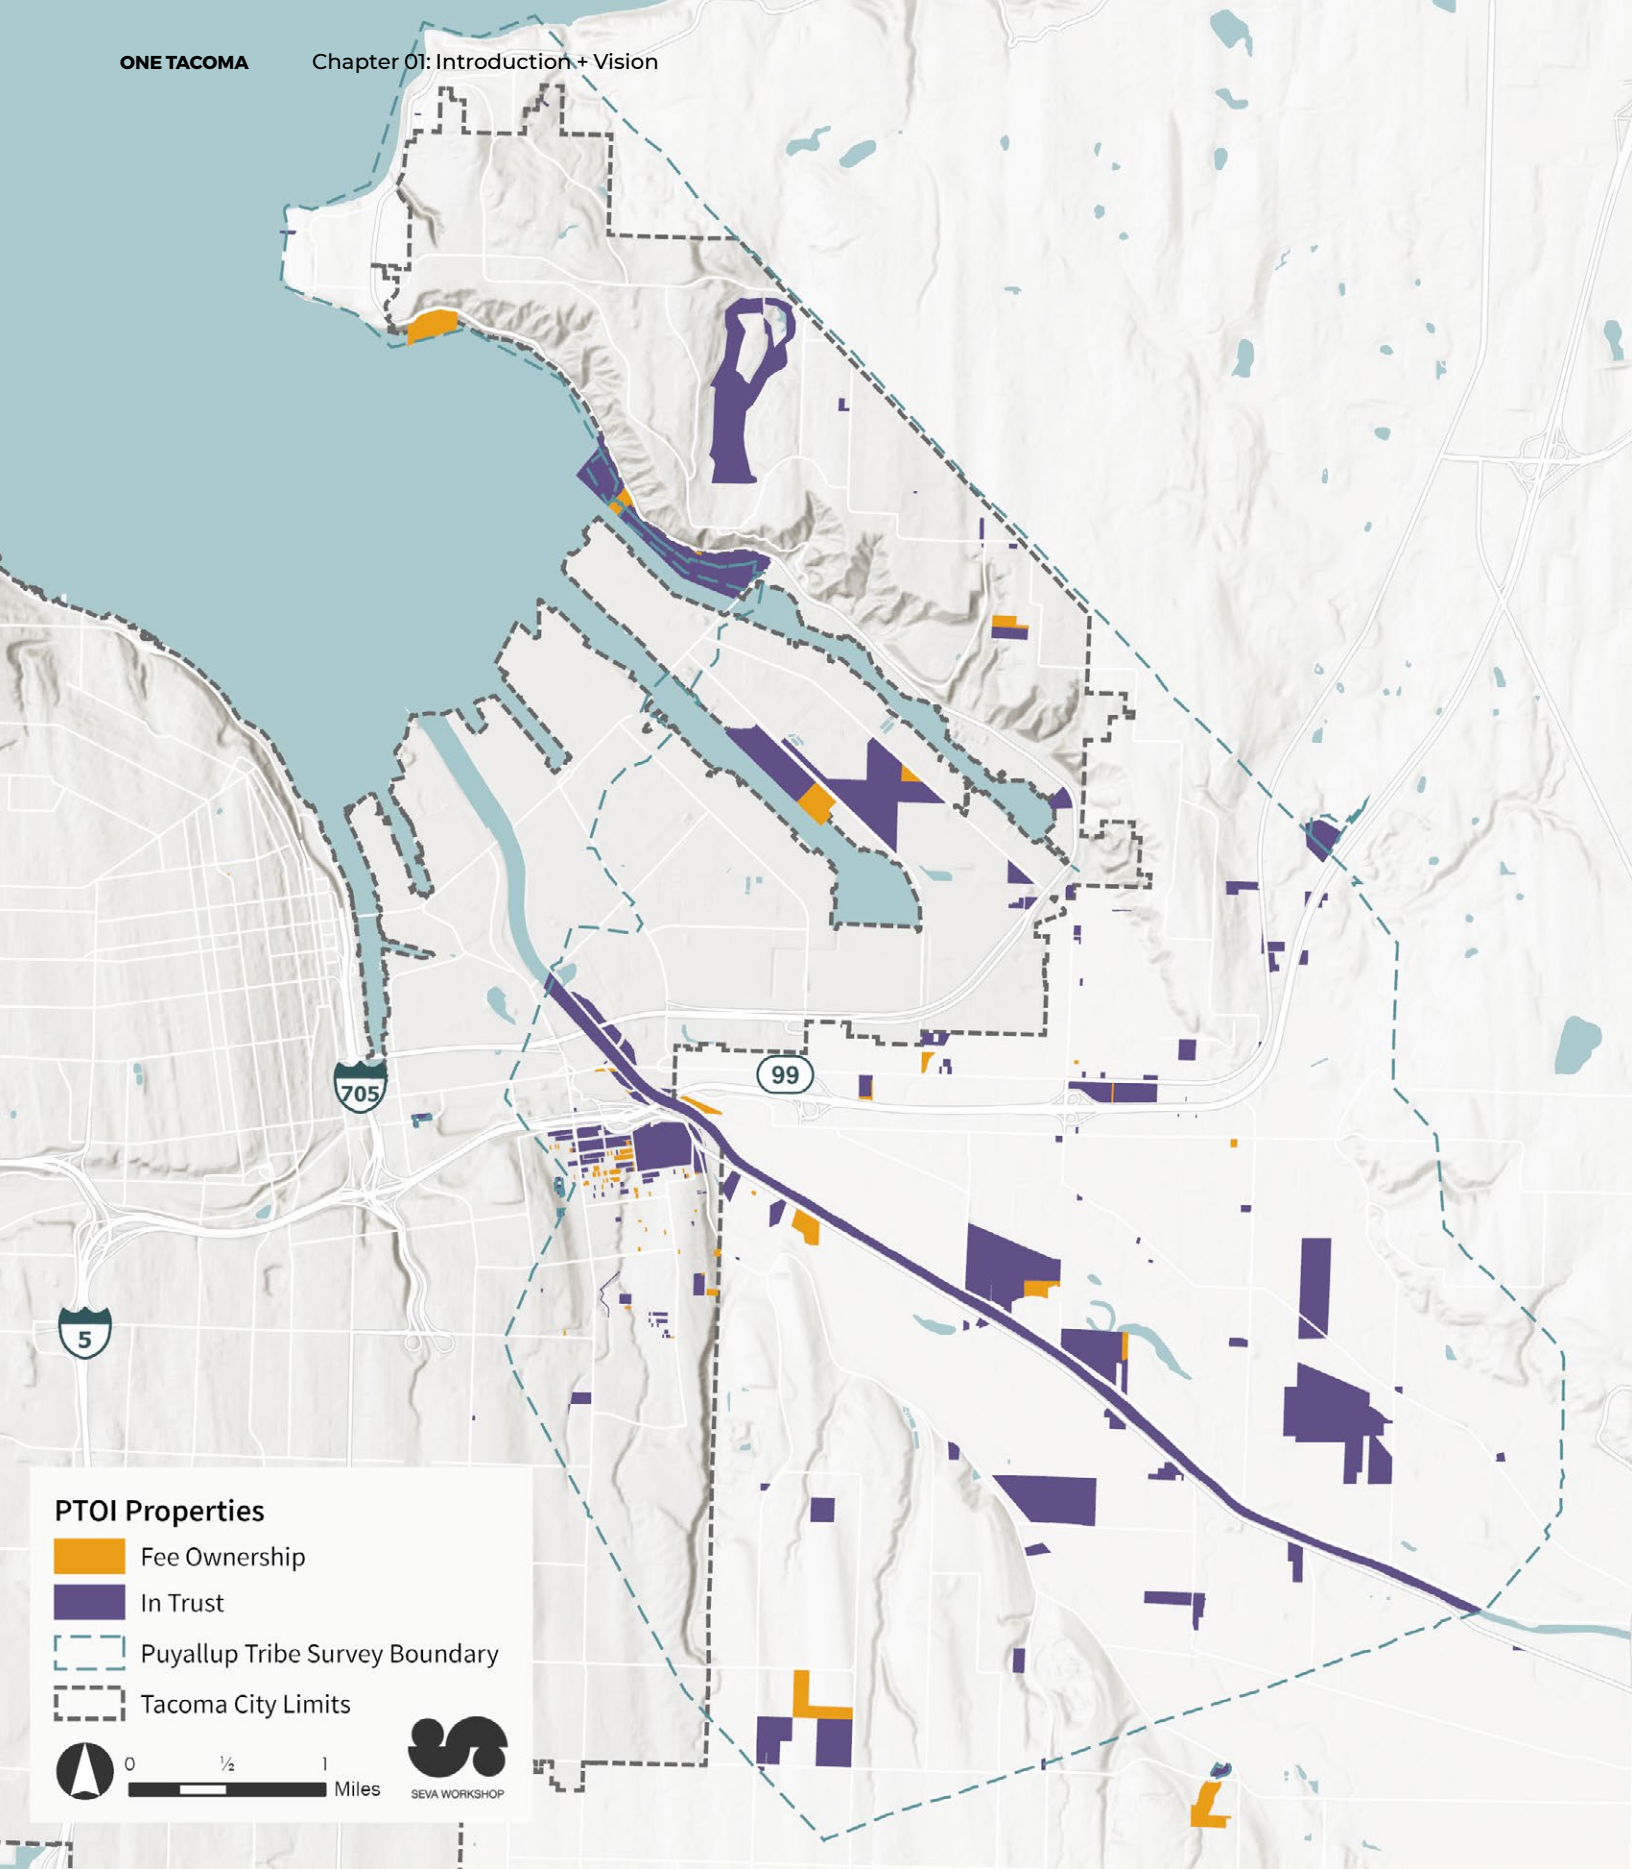 ONE TACOMA Chapter 01: Introduction + Vision
99
705
5
PTOI Properties
Fee Ownership
In Trust
Puyallup Tribe Survey Boundary
Tacoma City Limits
0 ½ 1
Miles
SEVA WORKSHOP